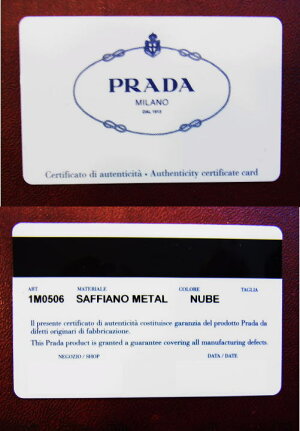 PRADA
MILANO
DAL 1913
Certificato di autenticità • Authenticity certificate card
ART MATERIALE COLORE TAGLIA
1M0506 SAFFIANO METAL NUBE
Il presente certificato di autenticità costituisce garanzia del prodotto Prada da
difetti originari di fabbricazione.
This Prada product is granted a guarantee covering all manufacturing defects.
NEGOZIO / SHOP DATA / DATE